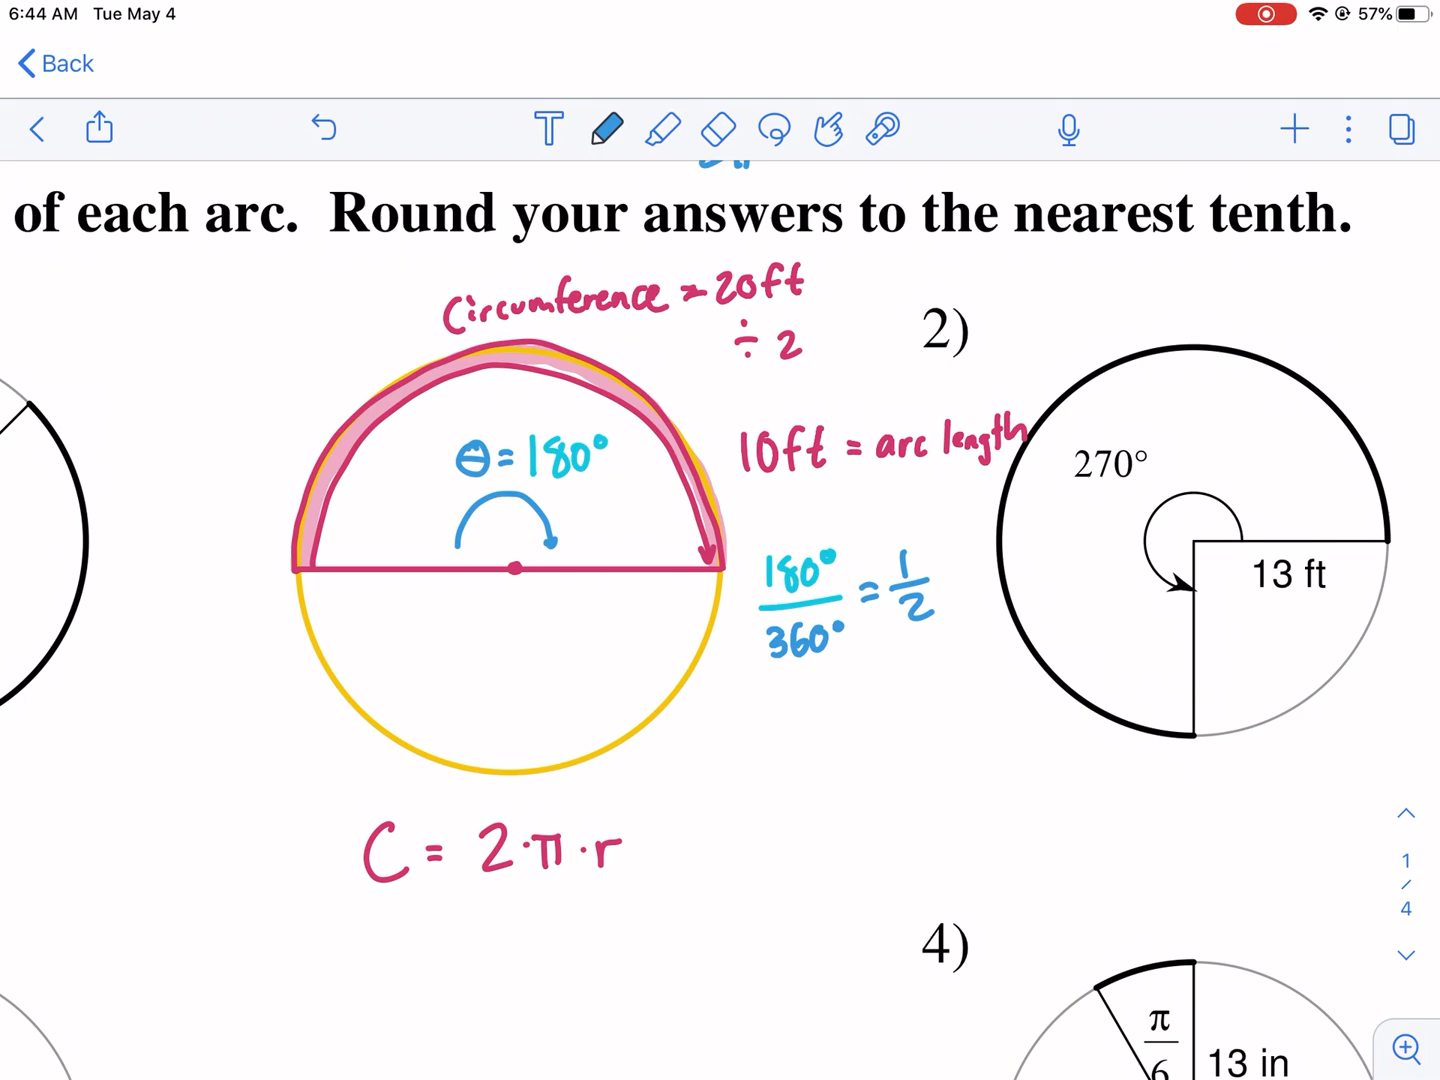 6:44 AM Tue May 4
57%
Back
of each arc. Round your answers to the nearest tenth.
Circumference = 20ft
÷ 2
2)
θ = 180°
10ft = arc length
270°
180°/360° = 1/2
13 ft
C = 2·π·r
1
/
4
4)
π
6
13 in